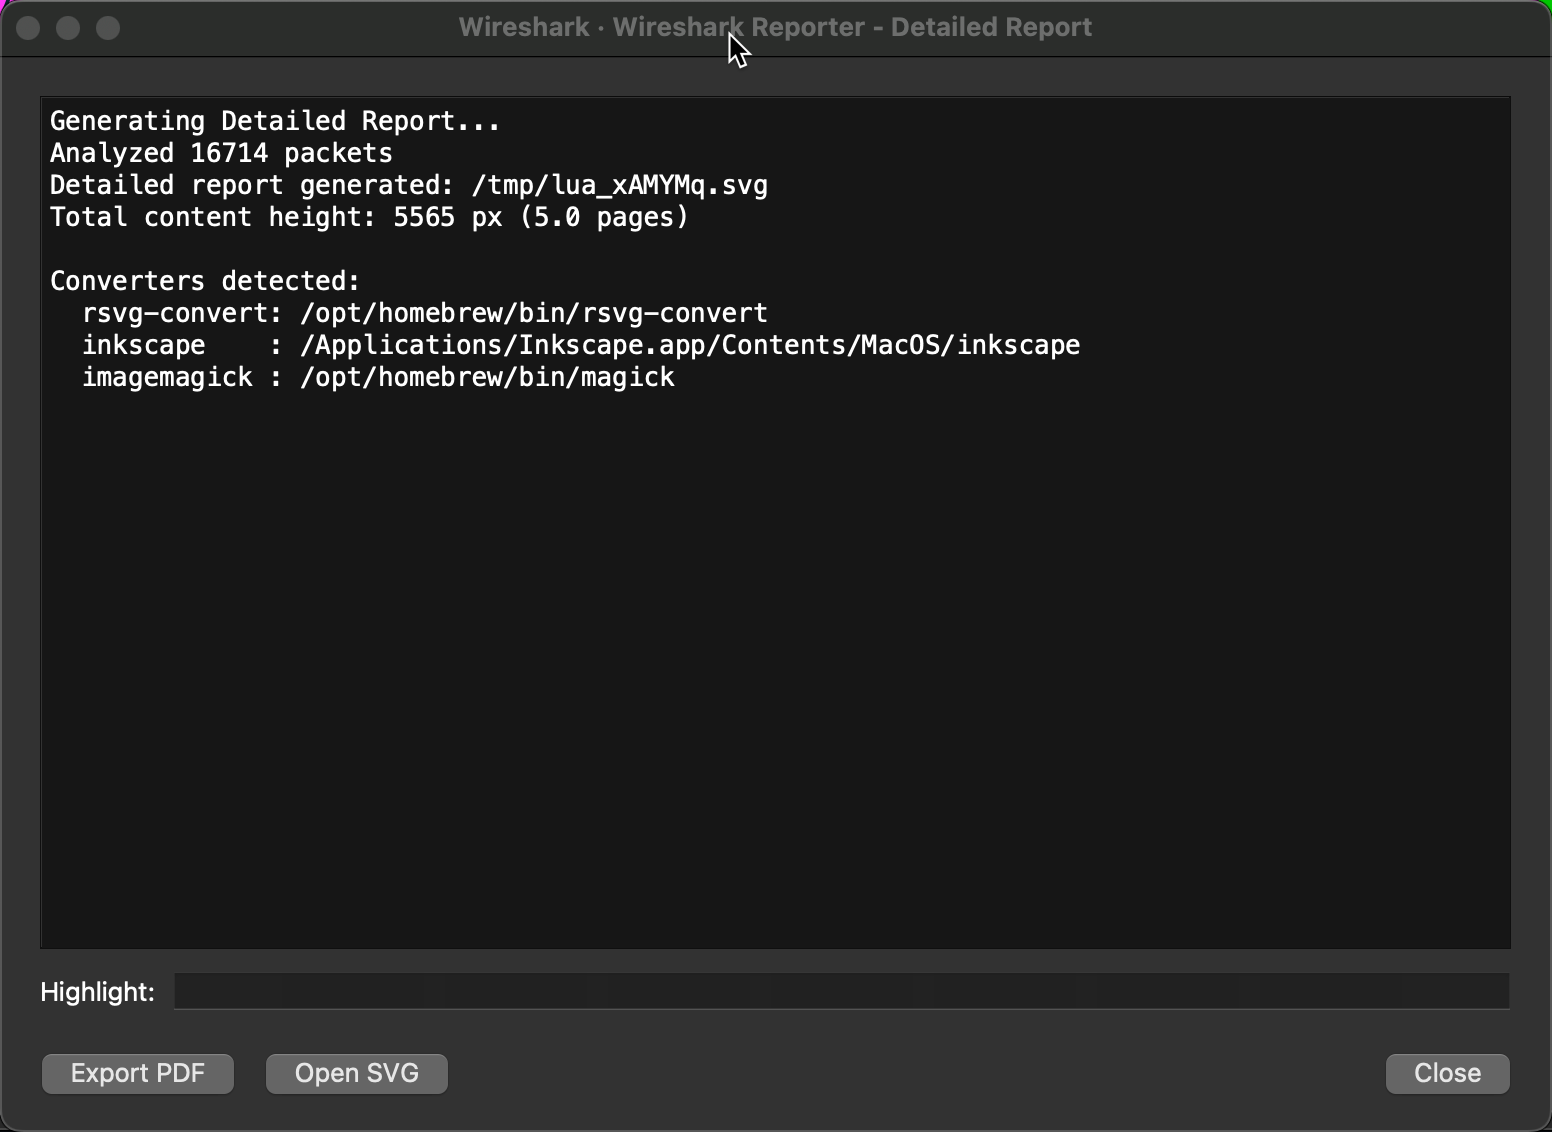 Wireshark · Wireshark Reporter - Detailed Report
Generating Detailed Report...
Analyzed 16714 packets
Detailed report generated: /tmp/lua_xAMYMq.svg
Total content height: 5565 px (5.0 pages)
Converters detected:
rsvg-convert: /opt/homebrew/bin/rsvg-convert
inkscape    : /Applications/Inkscape.app/Contents/MacOS/inkscape
imagemagick : /opt/homebrew/bin/magick
Highlight:
Export PDF Open SVG Close